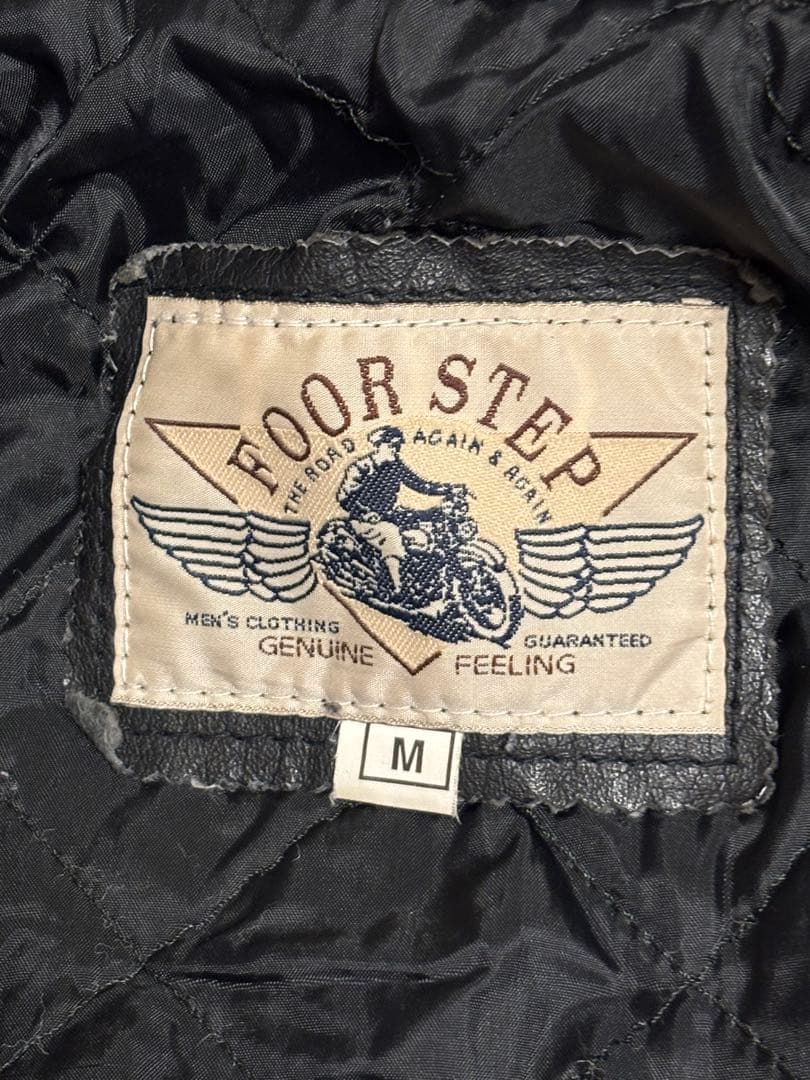 FOOR STEP
THE ROAD AGAIN & AGAIN
MEN'S CLOTHING GUARANTEED
GENUINE FEELING
M